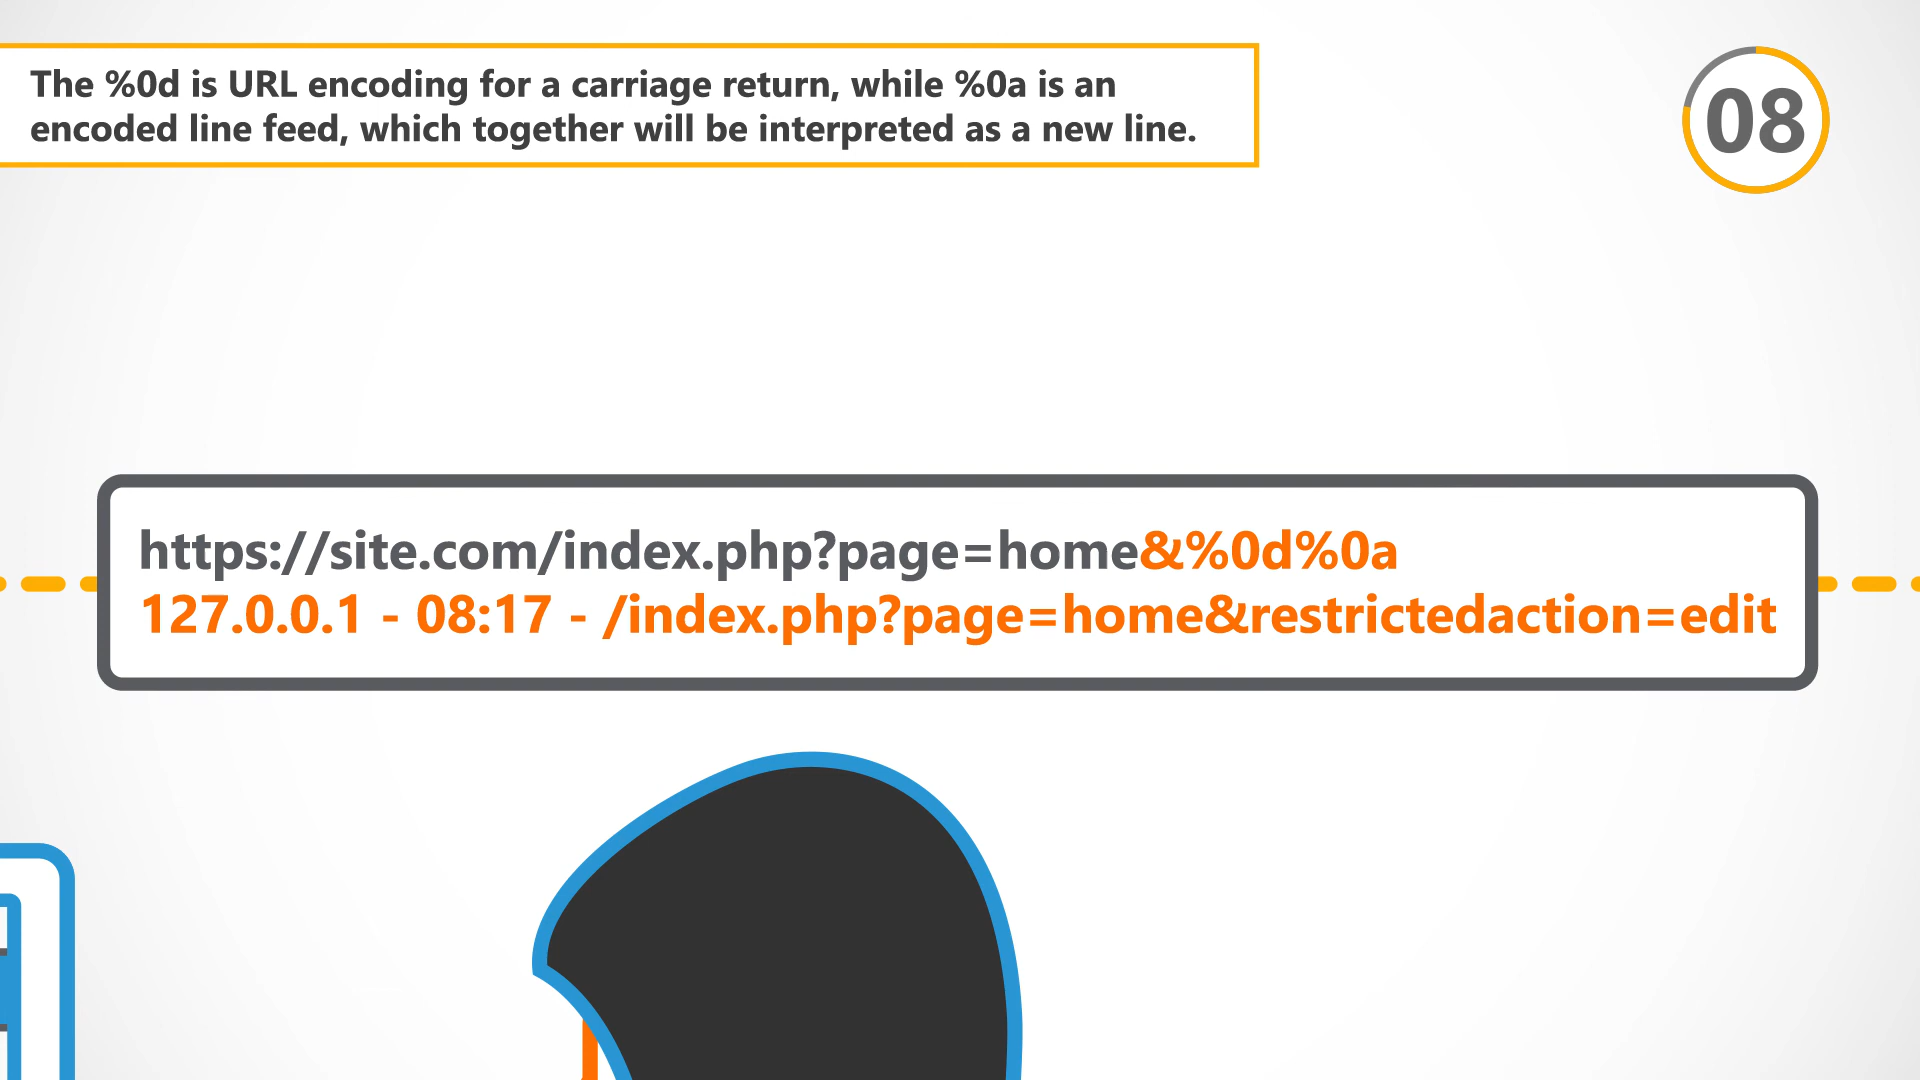 The %0d is URL encoding for a carriage return, while %0a is an
encoded line feed, which together will be interpreted as a new line.
08
https://site.com/index.php?page=home&%0d%0a
127.0.0.1 - 08:17 - /index.php?page=home&restrictedaction=edit